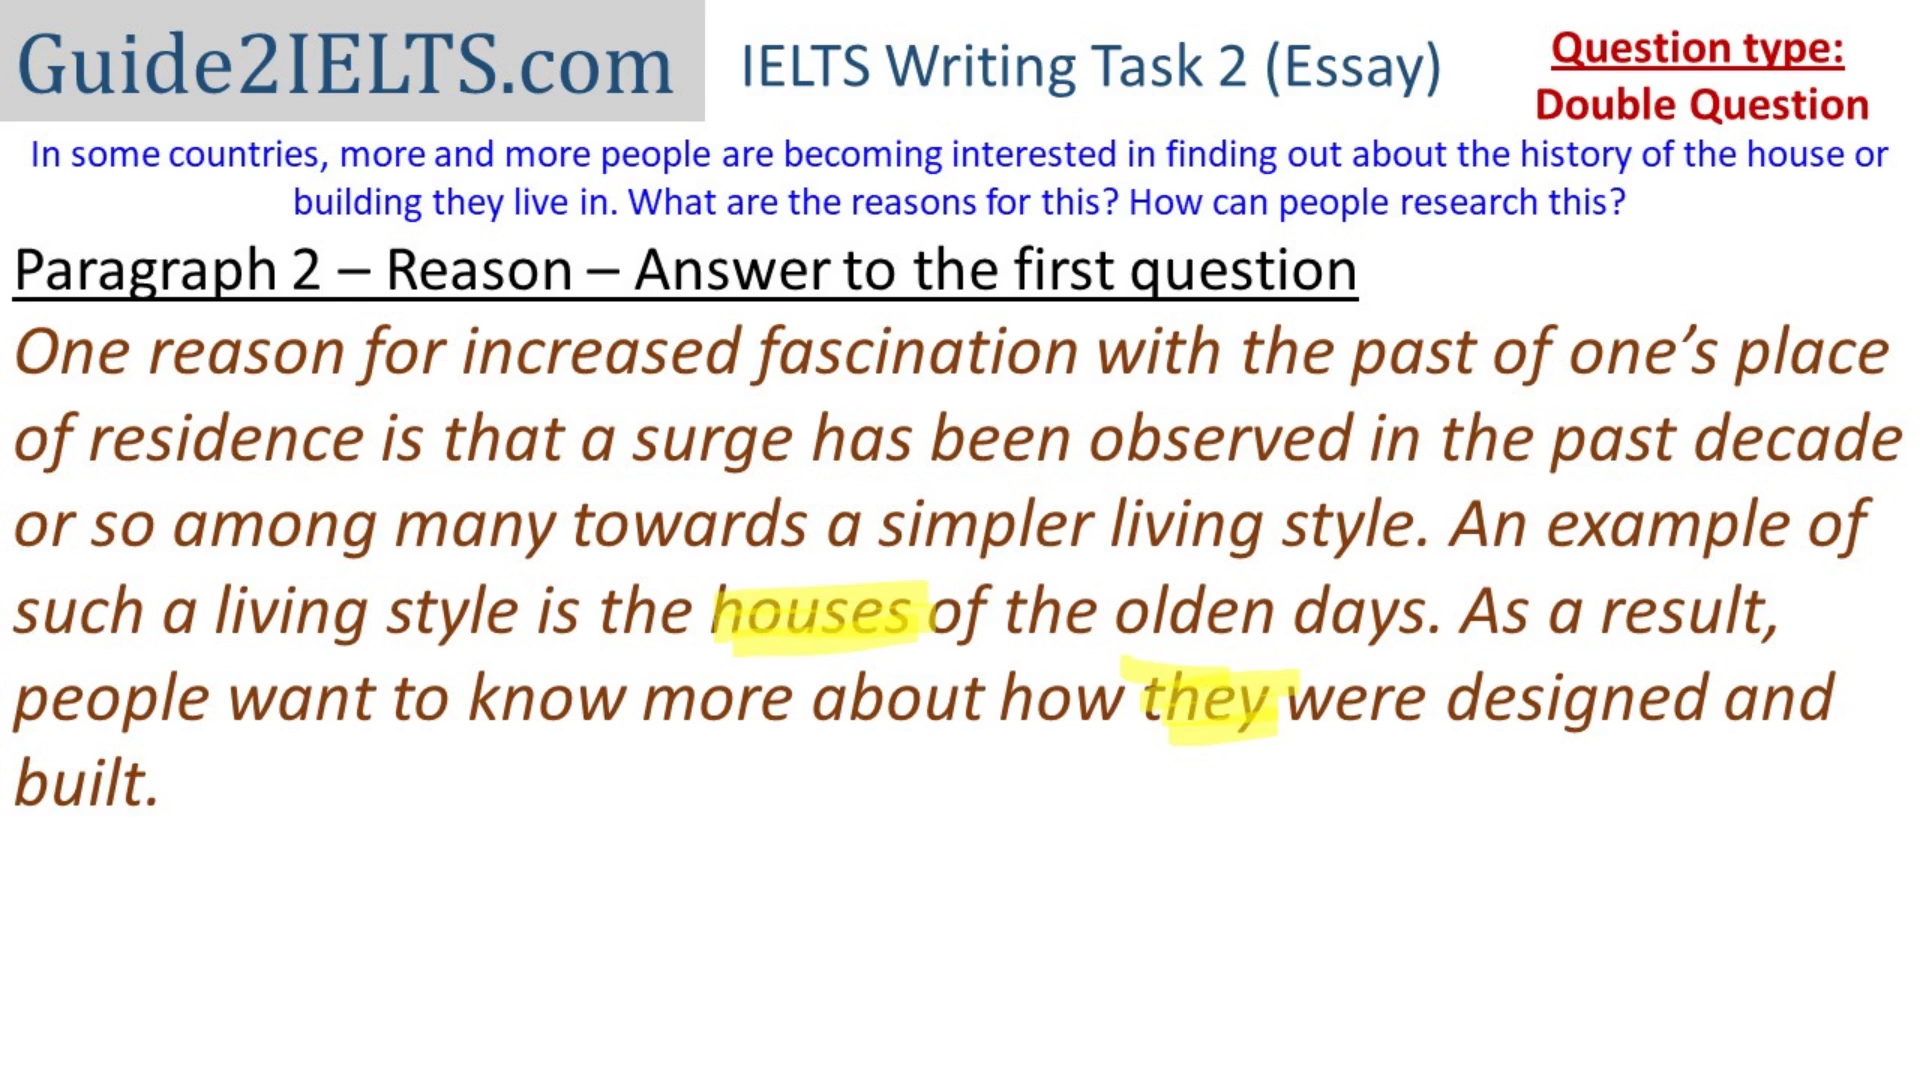 Guide2IELTS.com
IELTS Writing Task 2 (Essay)
Question type:
Double Question
In some countries, more and more people are becoming interested in finding out about the history of the house or
building they live in. What are the reasons for this? How can people research this?
Paragraph 2 – Reason – Answer to the first question
One reason for increased fascination with the past of one’s place
of residence is that a surge has been observed in the past decade
or so among many towards a simpler living style. An example of
such a living style is the houses of the olden days. As a result,
people want to know more about how they were designed and
built.